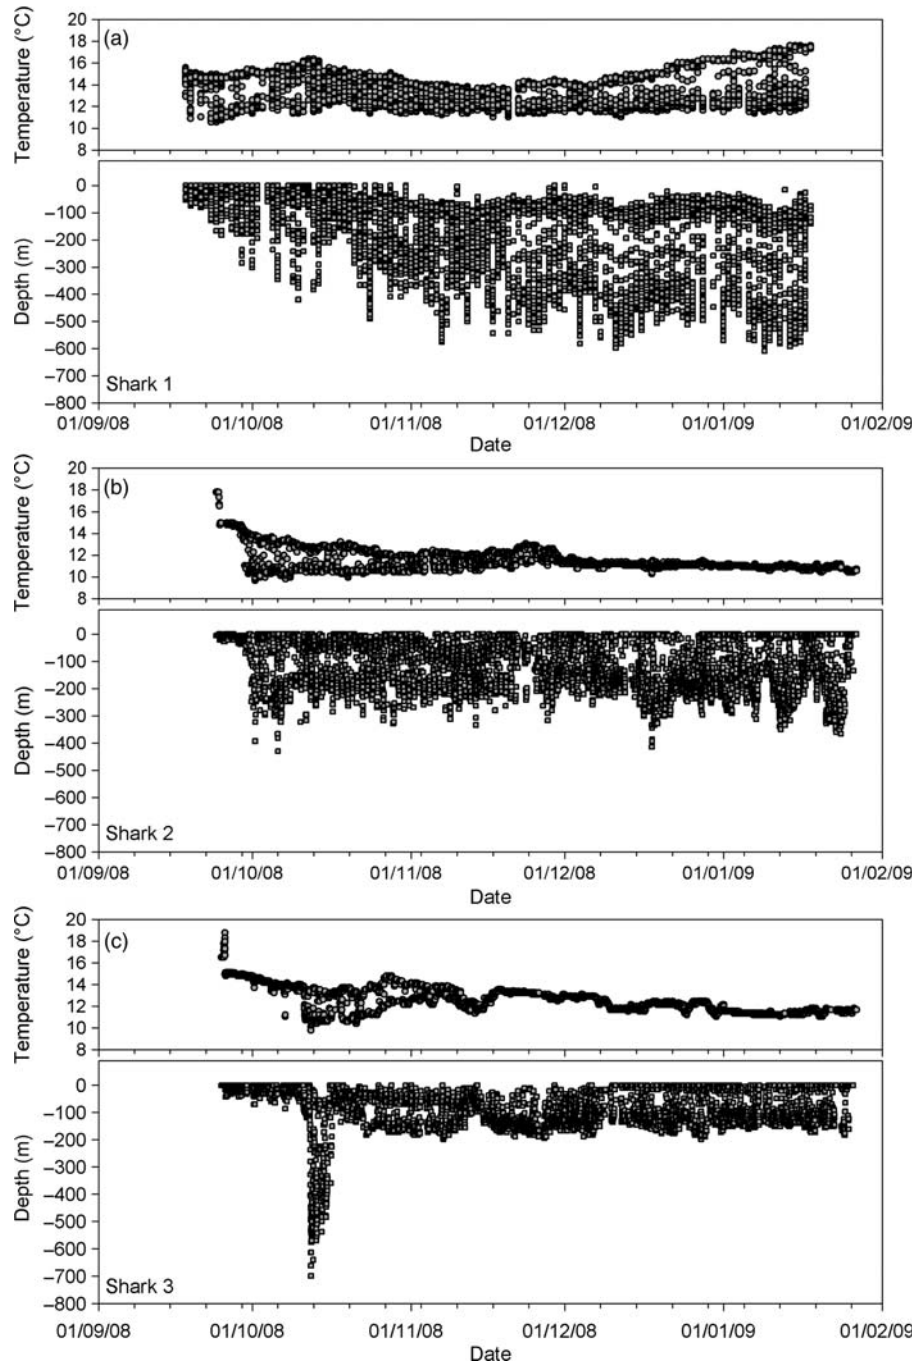 (a)
Temperature (°C)
20
18
16
14
12
10
8
Depth (m)
0
−100
−200
−300
−400
−500
−600
−700
−800
Shark 1
01/09/08 01/10/08 01/11/08 01/12/08 01/01/09 01/02/09
Date
(b)
Temperature (°C)
20
18
16
14
12
10
8
Depth (m)
0
−100
−200
−300
−400
−500
−600
−700
−800
Shark 2
01/09/08 01/10/08 01/11/08 01/12/08 01/01/09 01/02/09
Date
(c)
Temperature (°C)
20
18
16
14
12
10
8
Depth (m)
0
−100
−200
−300
−400
−500
−600
−700
−800
Shark 3
01/09/08 01/10/08 01/11/08 01/12/08 01/01/09 01/02/09
Date